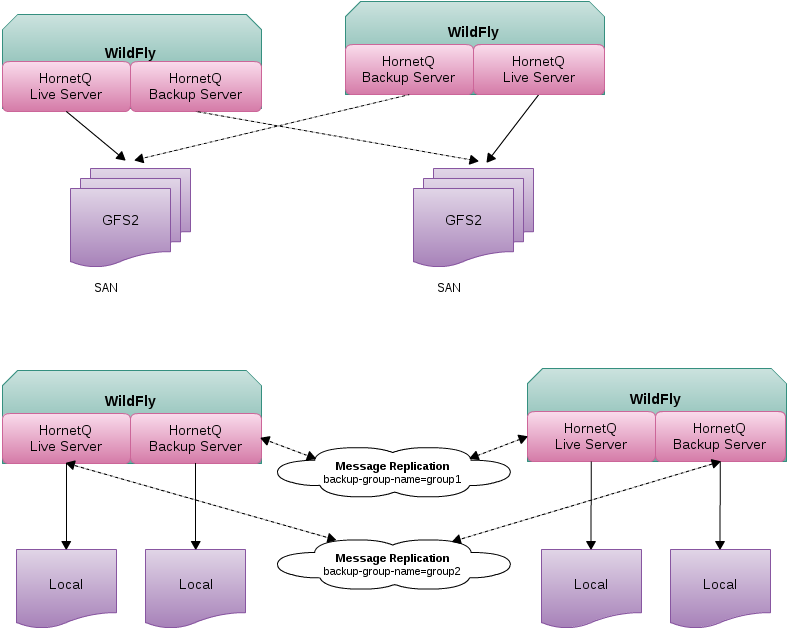 WildFly
HornetQ
Live Server
HornetQ
Backup Server
WildFly
HornetQ
Backup Server
HornetQ
Live Server
GFS2
SAN
GFS2
SAN
WildFly
HornetQ
Live Server
HornetQ
Backup Server
WildFly
HornetQ
Live Server
HornetQ
Backup Server
Message Replication
backup-group-name=group1
Message Replication
backup-group-name=group2
Local
Local
Local
Local